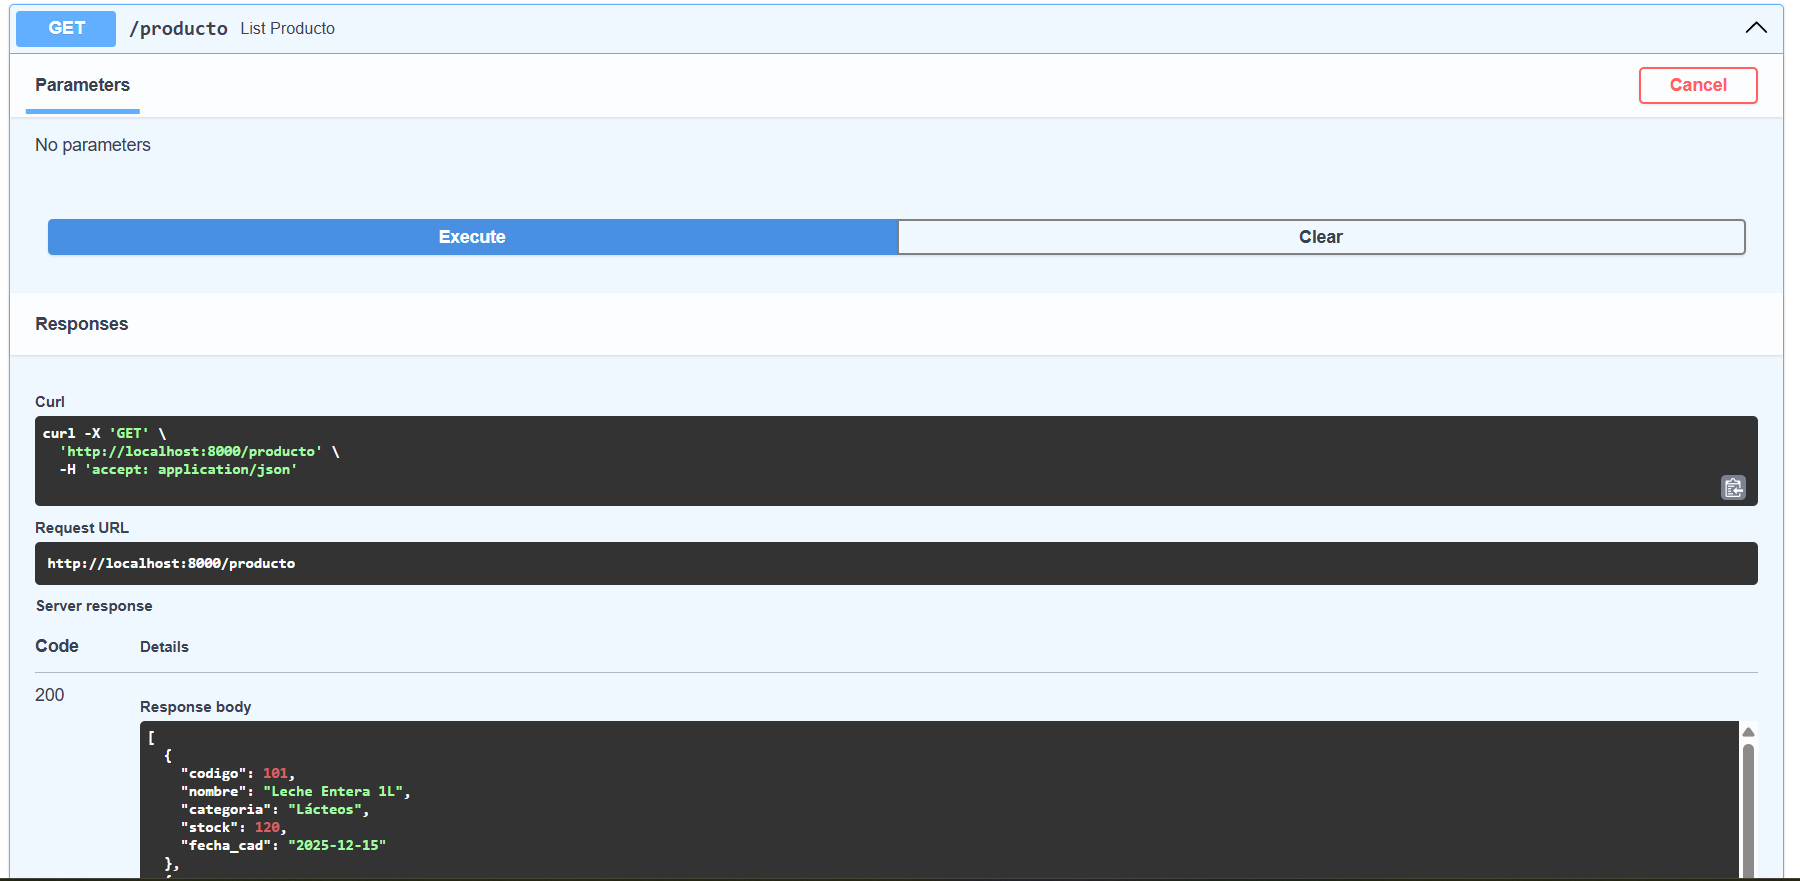 GET /producto List Producto
Parameters Cancel
No parameters
Execute Clear
Responses
Curl
curl -X 'GET' \
  'http://localhost:8000/producto' \
  -H 'accept: application/json'
Request URL
http://localhost:8000/producto
Server response
Code Details
200
Response body
[
  {
    "codigo": 101,
    "nombre": "Leche Entera 1L",
    "categoria": "Lácteos",
    "stock": 120,
    "fecha_cad": "2025-12-15"
  },